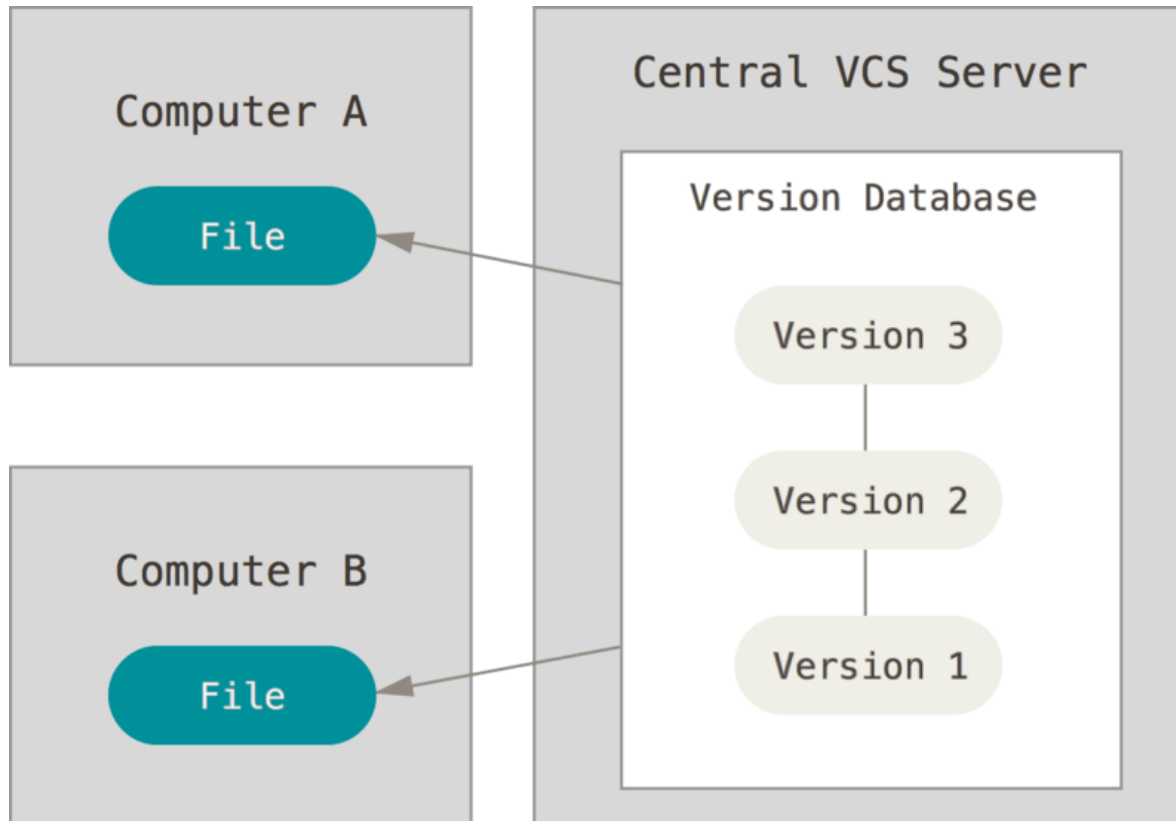 Computer A
File
Computer B
File
Central VCS Server
Version Database
Version 3
Version 2
Version 1